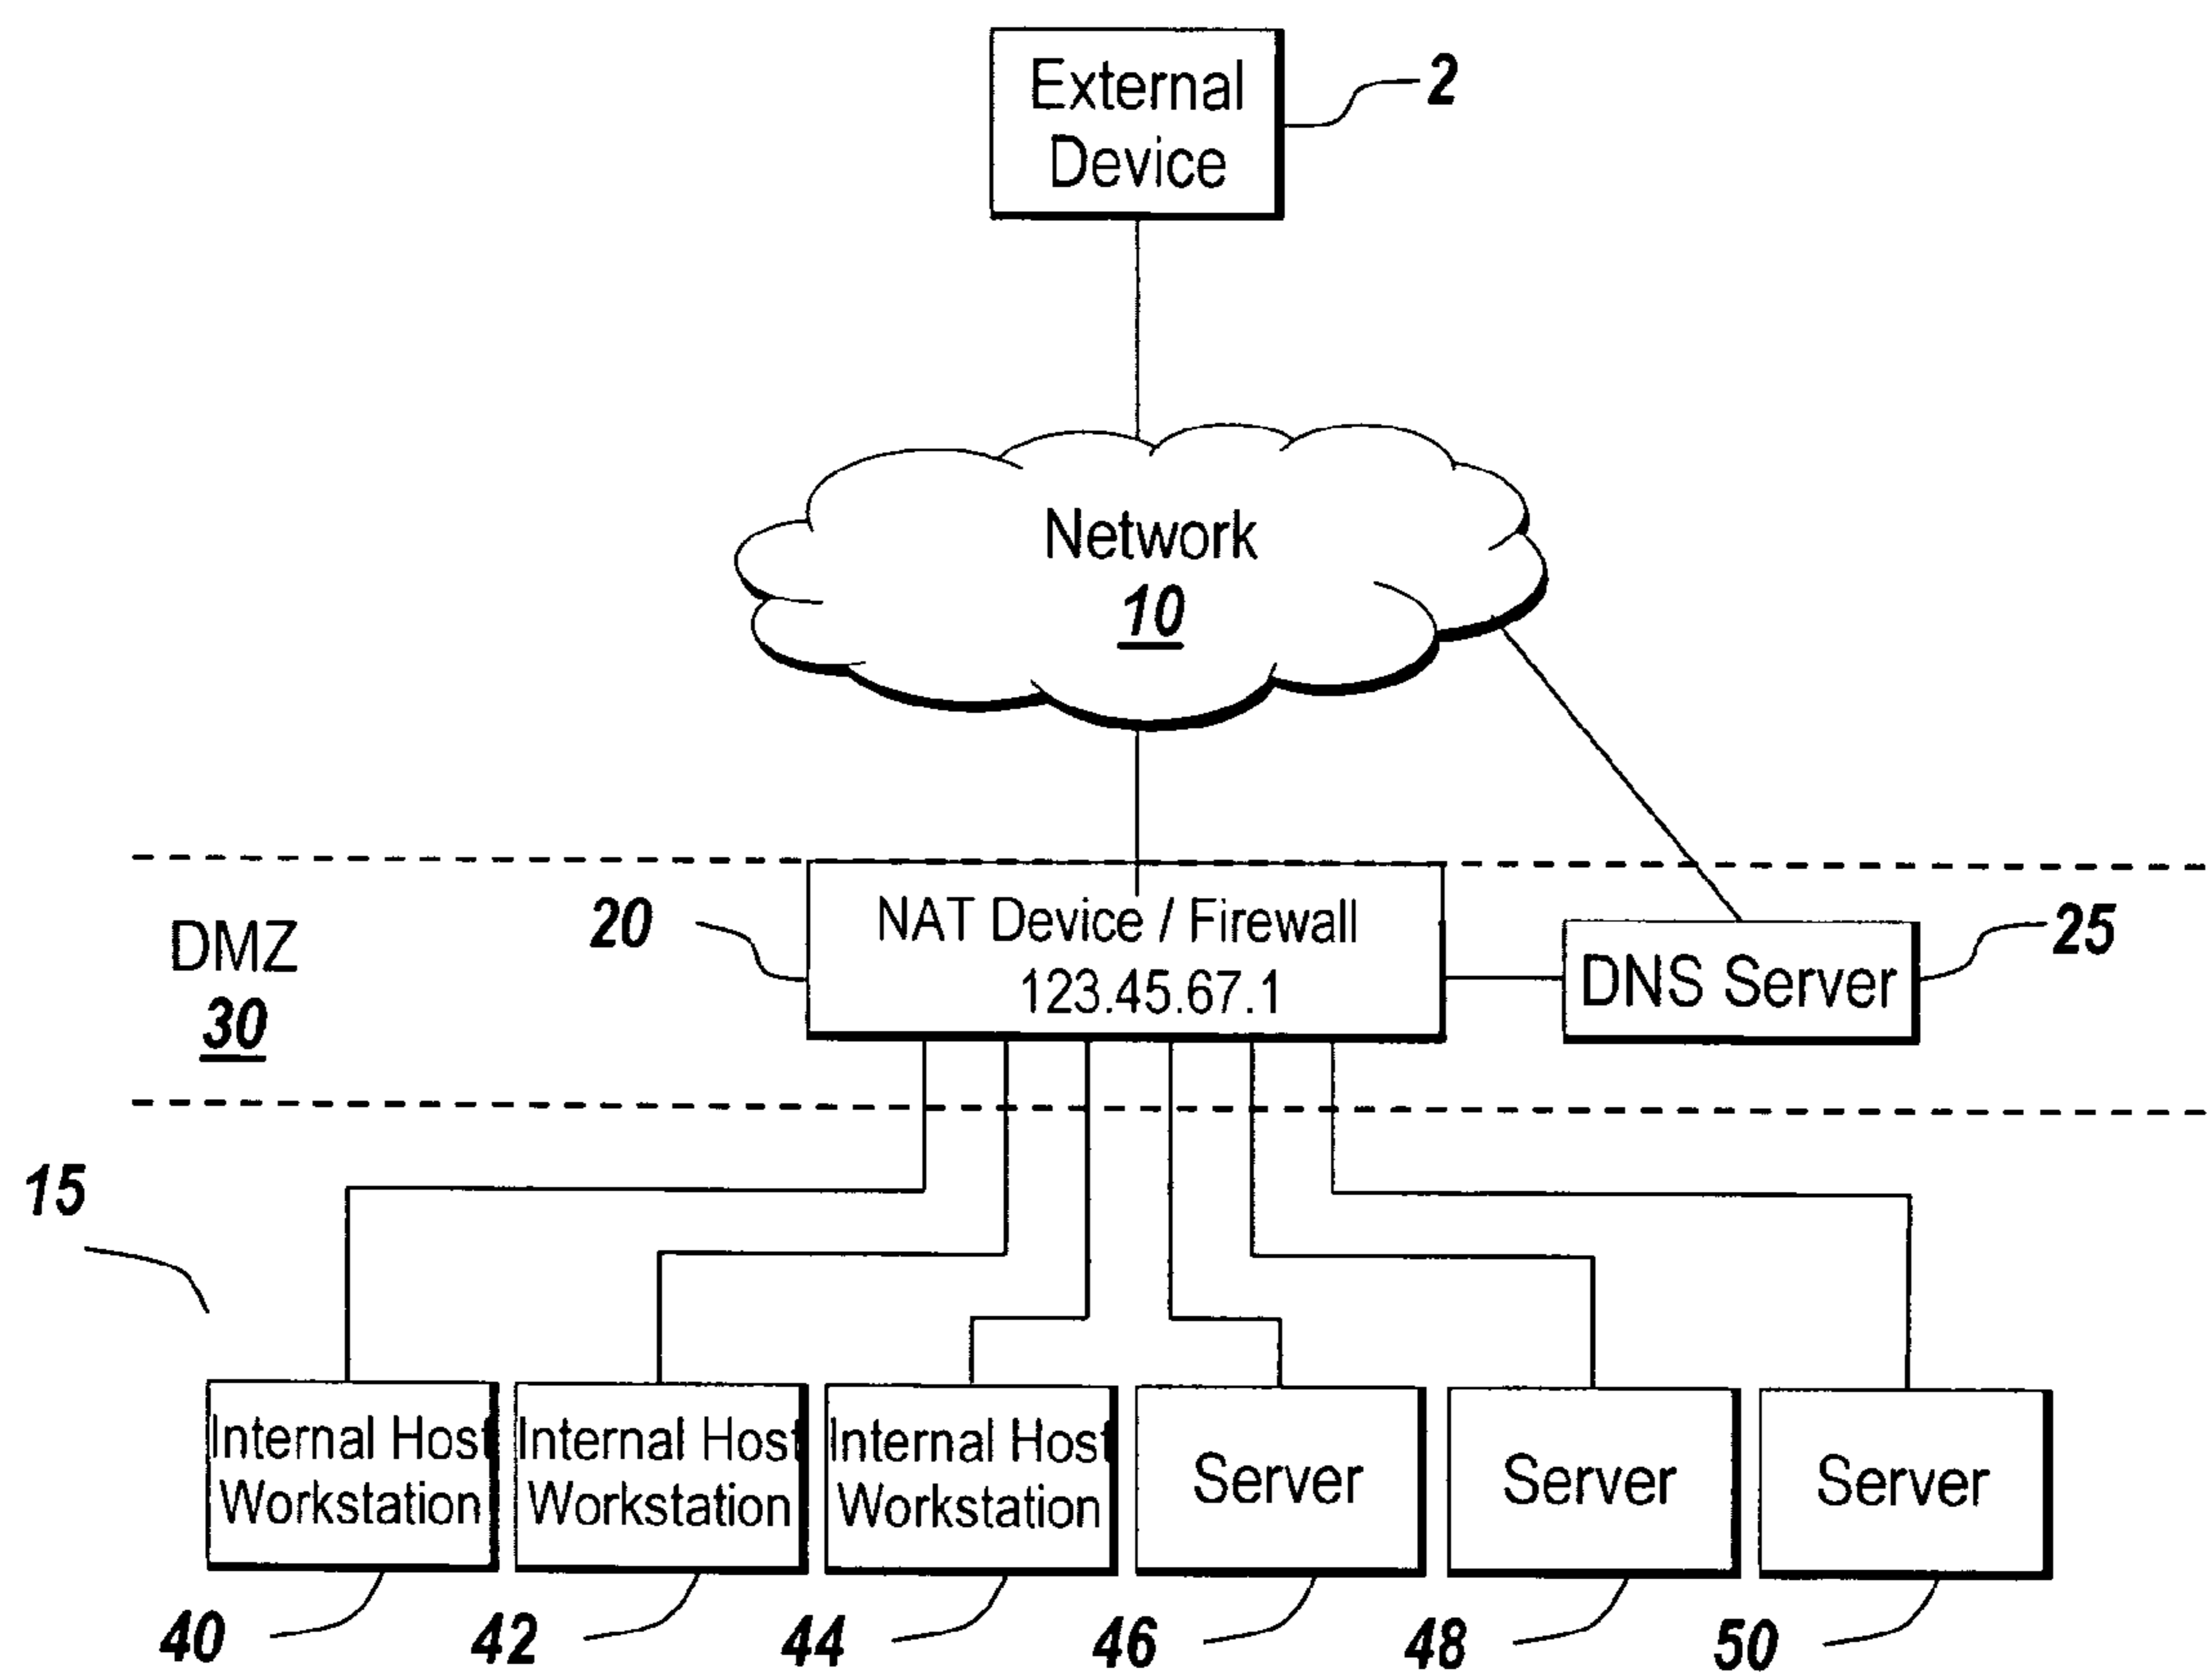 External
Device
2
Network
10
DMZ
30
20
NAT Device / Firewall
123.45.67.1
DNS Server
25
15
Internal Host
Workstation
Internal Host
Workstation
Internal Host
Workstation
Server
Server
Server
40
42
44
46
48
50